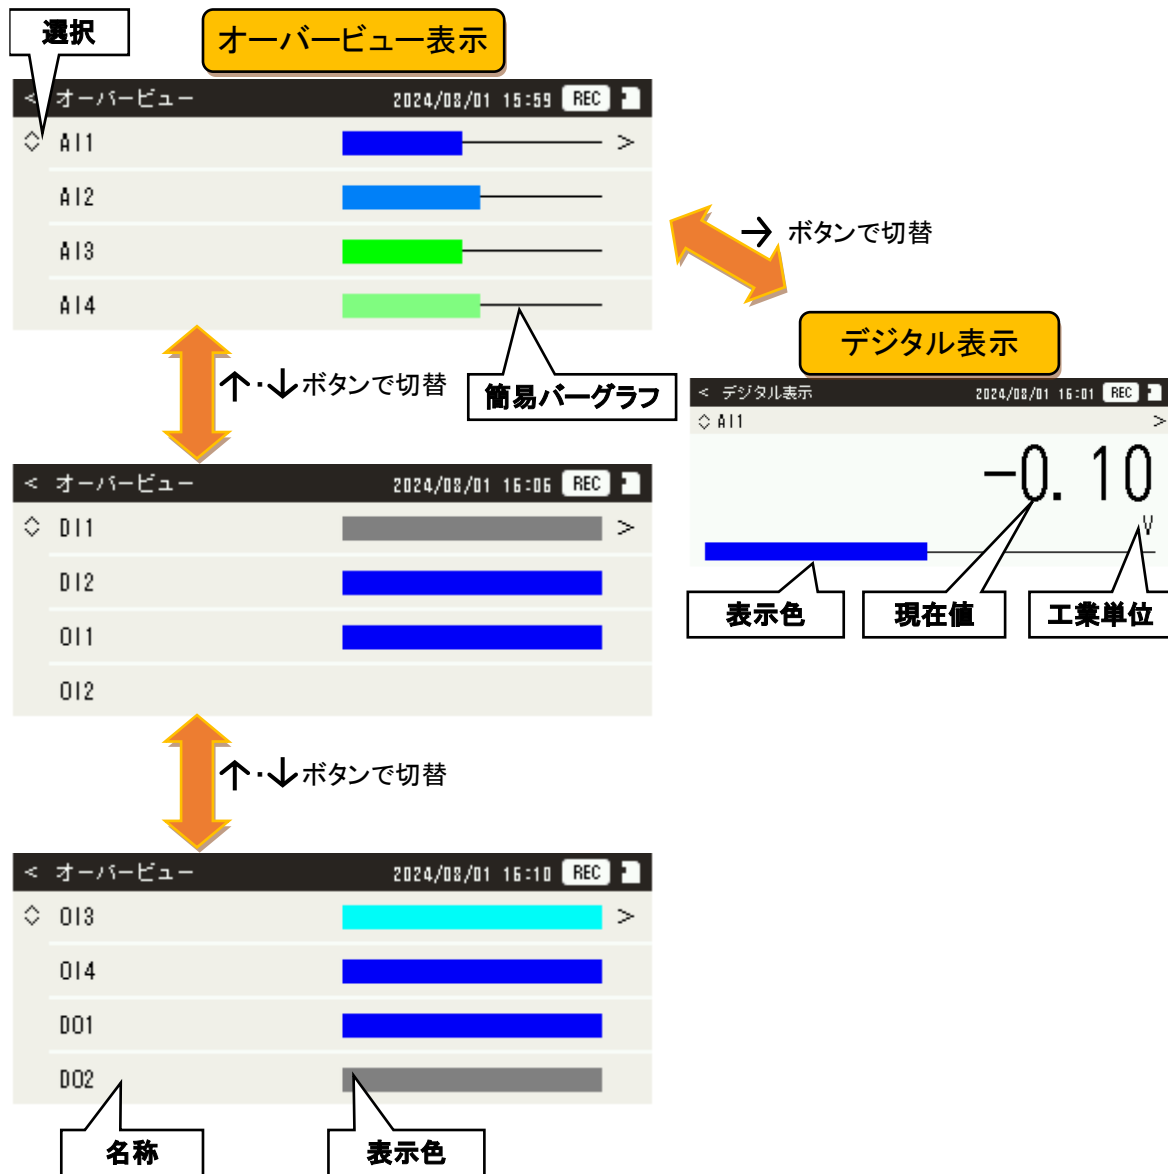 選択
オーバービュー表示
< オーバービュー 2024/08/01 15:59 REC
AI1 >
AI2
AI3
AI4
→ ボタンで切替
↑・↓ボタンで切替
簡易バーグラフ
デジタル表示
< デジタル表示 2024/08/01 16:01 REC
AI1 >
-0.10
V
表示色
現在値
工業単位
< オーバービュー 2024/08/01 16:06 REC
DI1 >
DI2
OI1
OI2
↑・↓ボタンで切替
< オーバービュー 2024/08/01 16:10 REC
OI3 >
OI4
DO1
DO2
名称
表示色